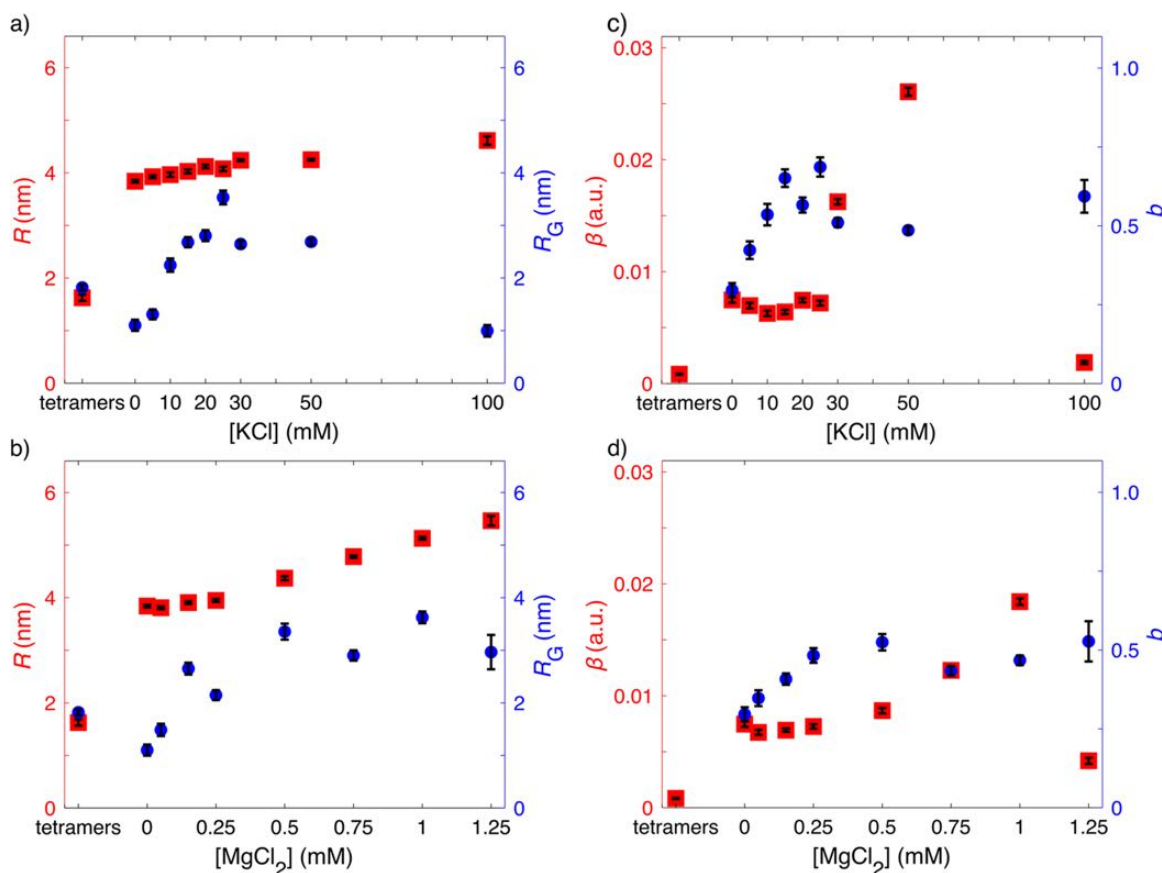 a)
6
4
2
0
R (nm)
6
4
2
0
R_G (nm)
tetramers 0 10 20 30 50 100
[KCl] (mM)
c)
0.03
0.02
0.01
0
β (a.u.)
1.0
0.5
0
b
0 10 20 30 50 100
tetramers
[KCl] (mM)
b)
6
4
2
0
R (nm)
6
4
2
0
R_G (nm)
tetramers 0 0.25 0.5 0.75 1 1.25
[MgCl₂] (mM)
d)
0.03
0.02
0.01
0
β (a.u.)
1.0
0.5
0
b
tetramers 0 0.25 0.5 0.75 1 1.25
[MgCl₂] (mM)